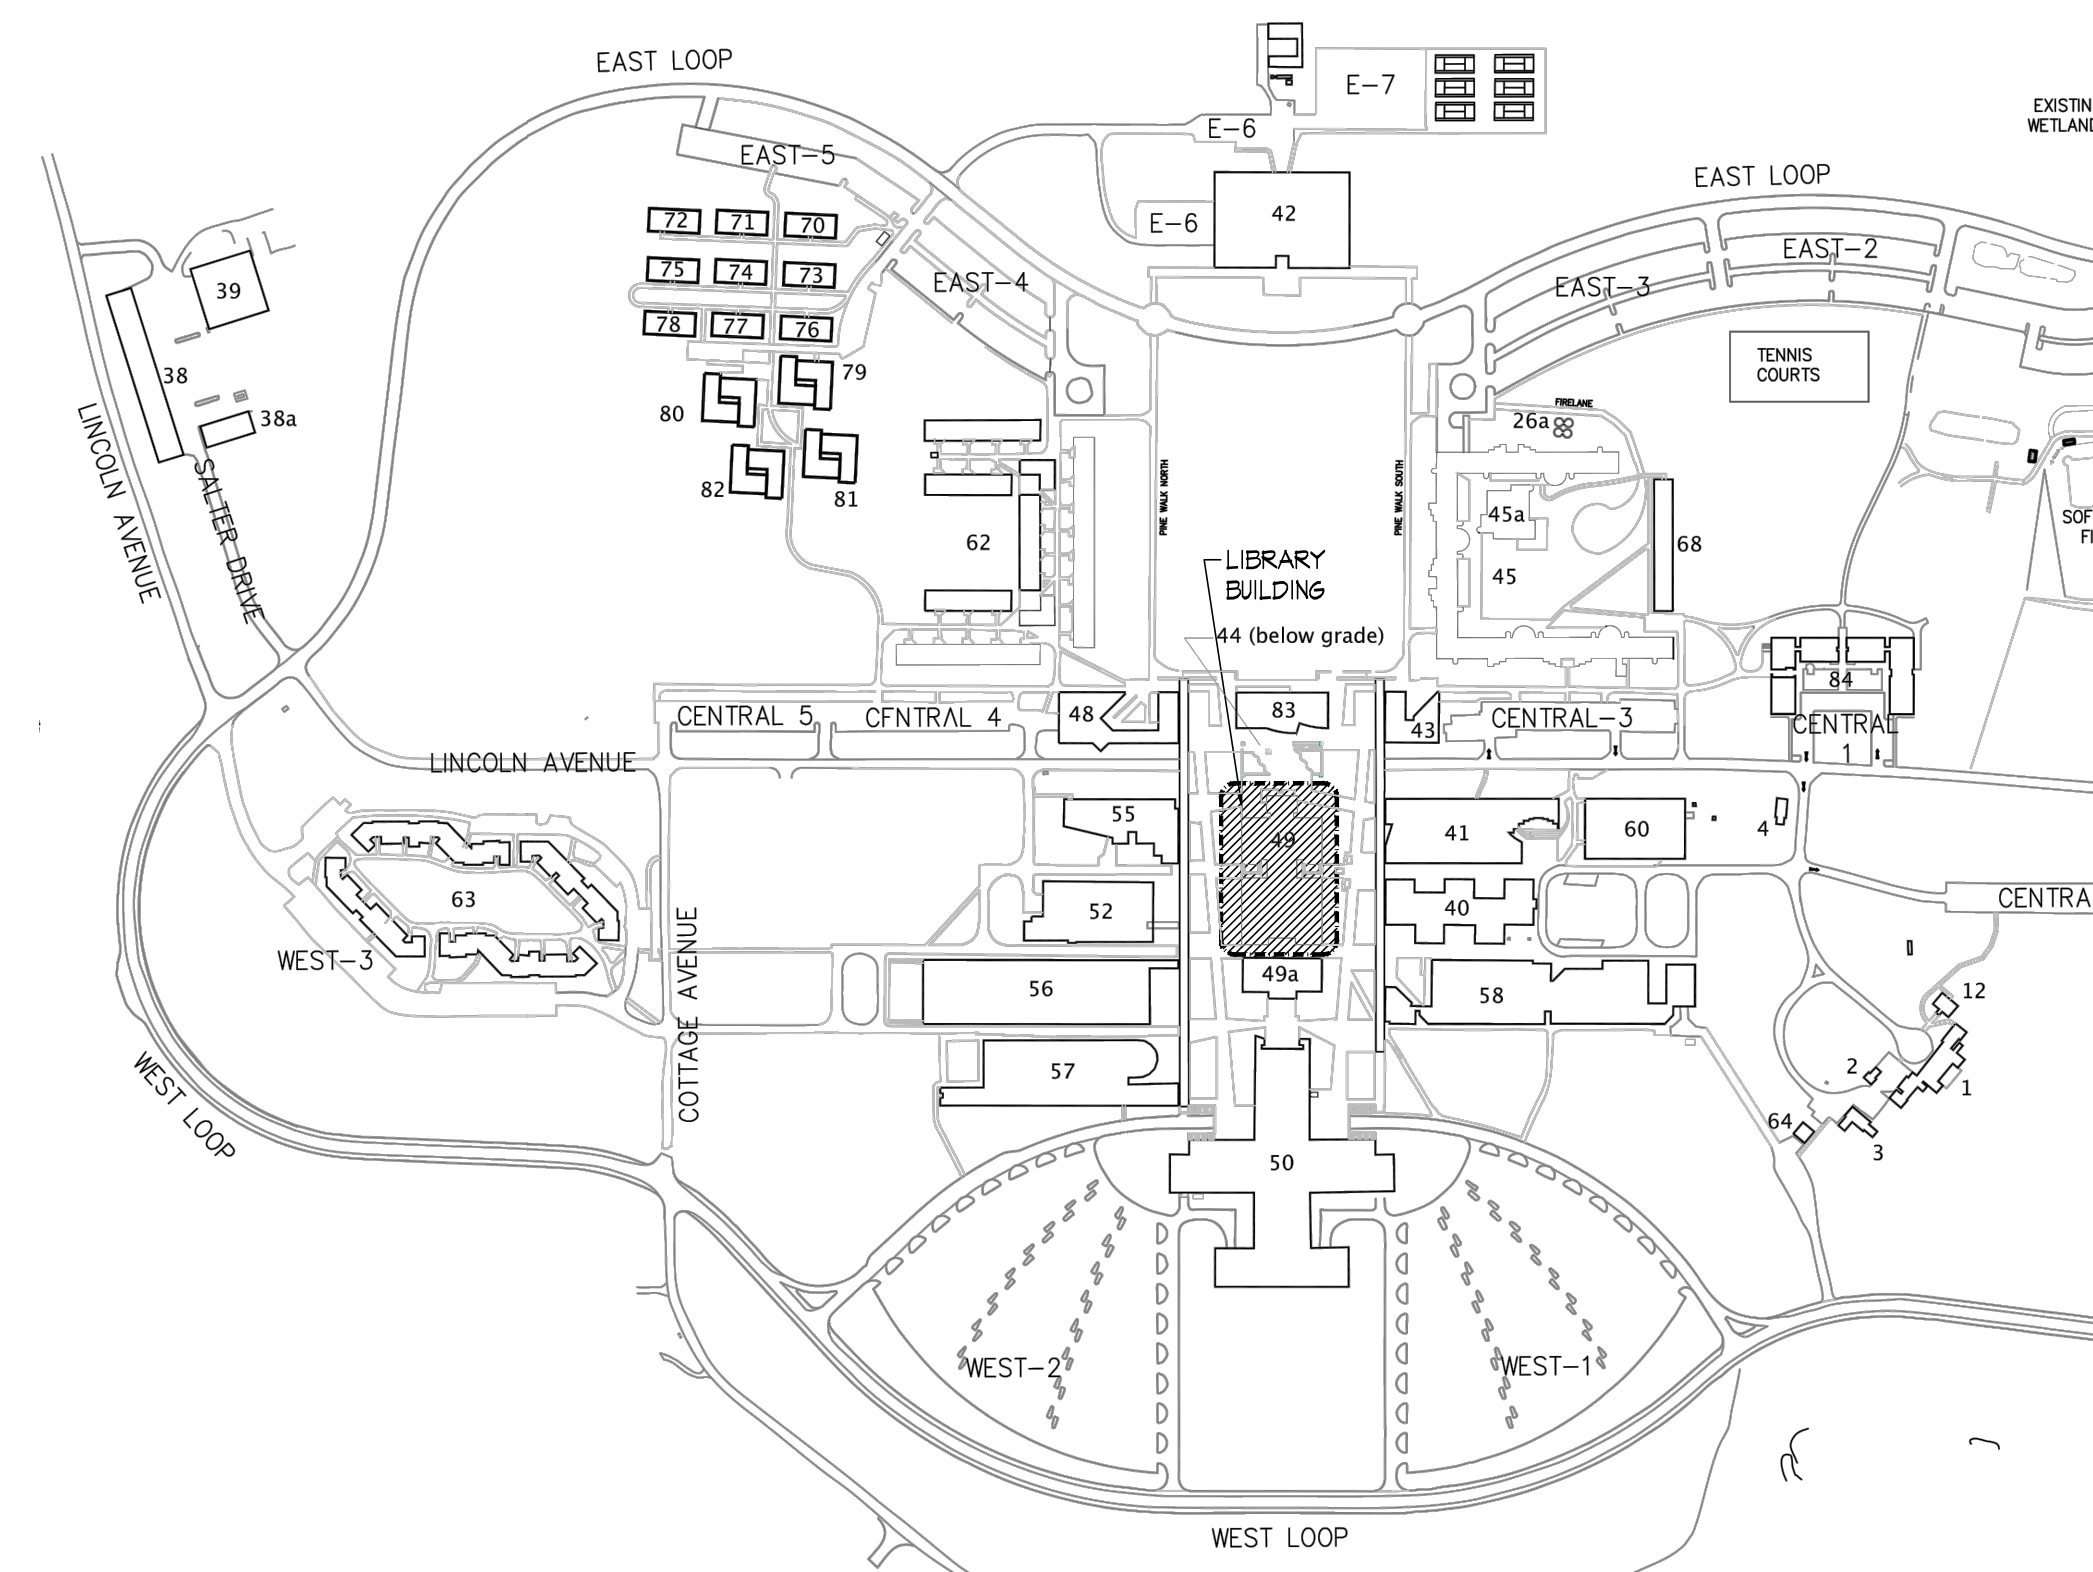 EAST LOOP
E-7
EXISTIN
WETLAND
E-6
EAST-5
EAST LOOP
72
71
70
E-6
42
EAST-2
75
74
73
EAST-4
EAST-3
39
78
77
76
TENNIS
COURTS
38
79
80
38a
FIRELANE
26a
LINCOLN AVENUE
SALTER DRIVE
82
81
PINE WALK NORTH
PINE WALK SOUTH
45a
SOF
FI
62
68
LIBRARY
BUILDING
45
44 (below grade)
84
CENTRAL 5
CENTRAL 4
48
83
43
CENTRAL-3
CENTRAL
1
LINCOLN AVENUE
55
49
41
60
4
63
52
40
CENTRA
WEST-3
COTTAGE AVENUE
56
49a
58
12
57
2
1
WEST LOOP
64
3
50
WEST-2
WEST-1
WEST LOOP